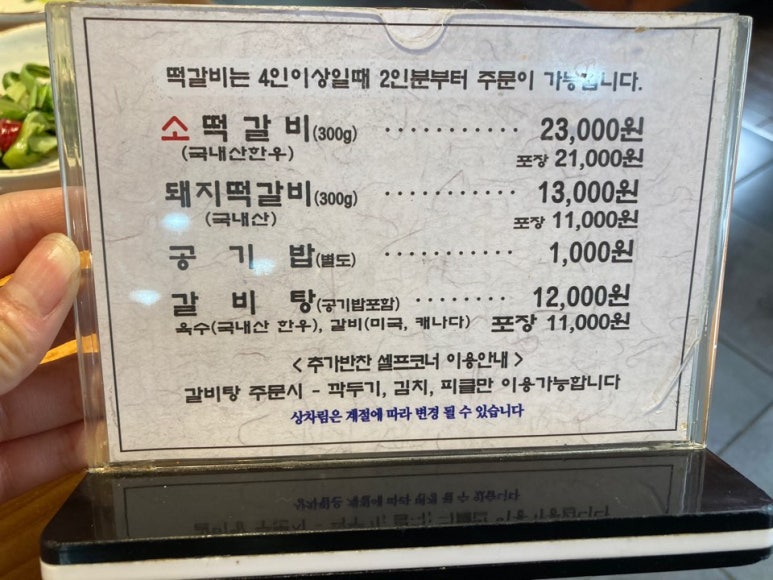 떡갈비는 4인이상일때 2인분부터 주문이 가능합니다.
소 떡 갈 비(300g) ··········· 23,000원
(국내산한우) 포장 21,000원
돼지떡갈비(300g) ··········· 13,000원
(국내산) 포장 11,000원
공 기 밥(별도) ··········· 1,000원
갈 비 탕(공기밥포함) ········ 12,000원
육수(국내산 한우), 갈비(미국, 캐나다) 포장 11,000원
< 추가반찬 셀프코너 이용안내 >
갈비탕 주문시 - 깍두기, 김치, 피클만 이용가능합니다
상차림은 계절에 따라 변경 될 수 있습니다